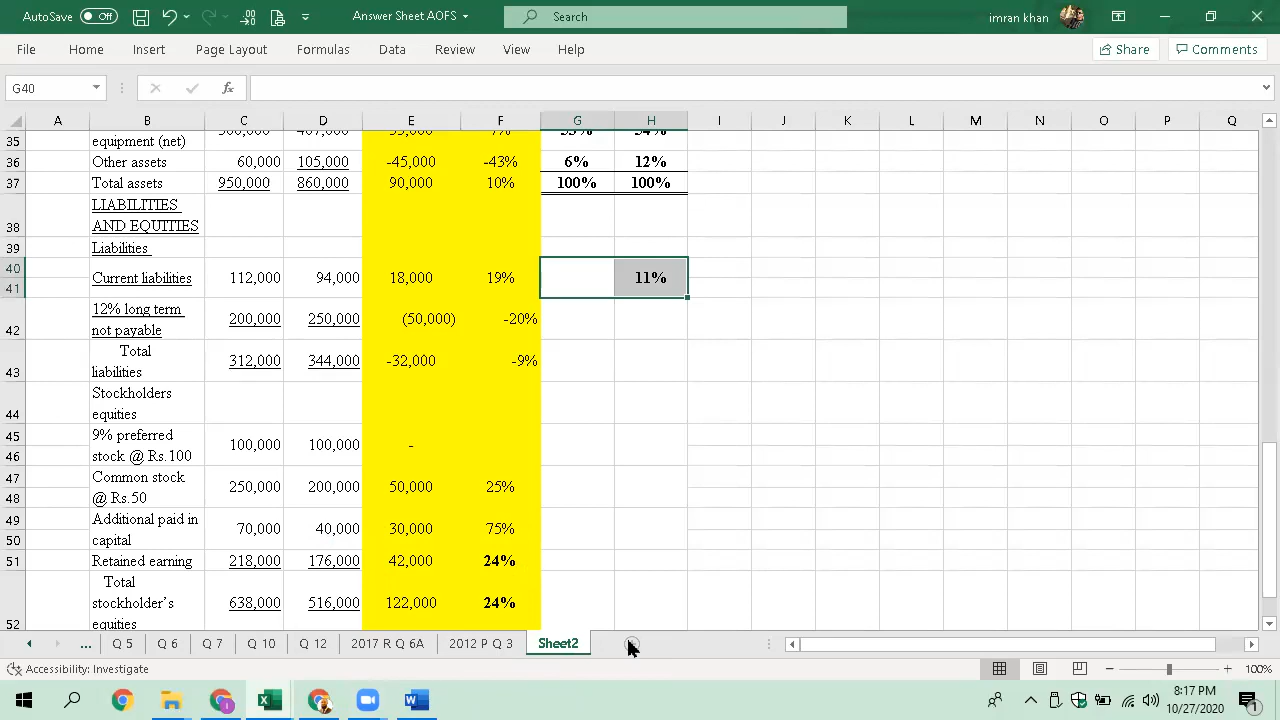 AutoSave Off Answer Sheet AOFS Search imran khan
File Home Insert Page Layout Formulas Data Review View Help Share Comments
G40 fx
A B C D E F G H I J K L M N O P Q
35 equipment (net)
36 Other assets 60,000 105,000 -45,000 -43% 6% 12%
37 Total assets 950,000 860,000 90,000 10% 100% 100%
LIABILITIES
38 AND EQUITIES
39 Liabilities
40
41 Current liabilities 112,000 94,000 18,000 19% 11%
12% long term
42 not payable 200,000 250,000 (50,000) -20%
Total
43 liabilities 312,000 344,000 -32,000 -9%
Stockholders
44 equities
45 9% preferred
46 stock @ Rs.100 100,000 100,000 -
47 Common stock
48 @ Rs.50 250,000 200,000 50,000 25%
49 Additional paid in
50 capital 70,000 40,000 30,000 75%
51 Retained earning 218,000 176,000 42,000 24%
Total
stockholder's 638,000 516,000 122,000 24%
52 equities
... Q 5 Q 6 Q 7 Q 10 Q 12 2017 R Q 6A 2012 P Q 3 Sheet2
Accessibility: Investigate 100%
8:17 PM
10/27/2020
1